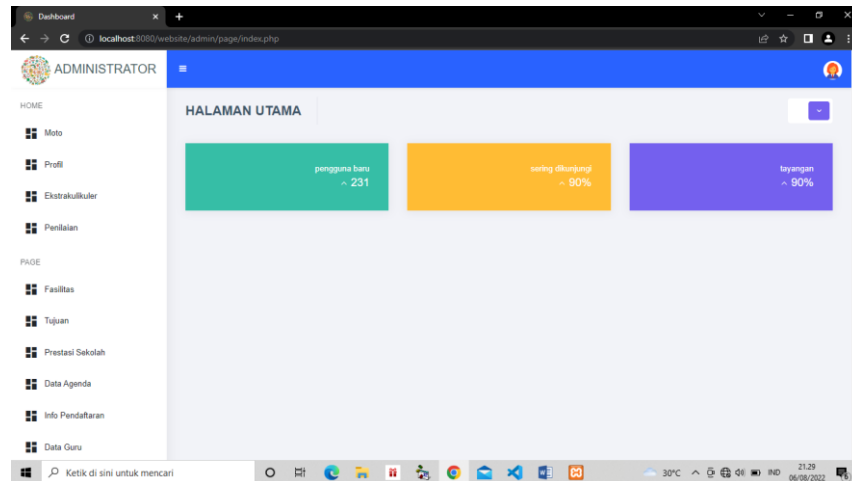 Dashboard
localhost:8080/website/admin/page/index.php
ADMINISTRATOR
HOME
Moto
Profil
Ekstrakulikuler
Penilaian
PAGE
Fasilitas
Tujuan
Prestasi Sekolah
Data Agenda
Info Pendaftaran
Data Guru
HALAMAN UTAMA
pengguna baru
231
sering dikunjungi
90%
tayangan
90%
Ketik di sini untuk mencari
30°C
IND
21.29
06/08/2022
6